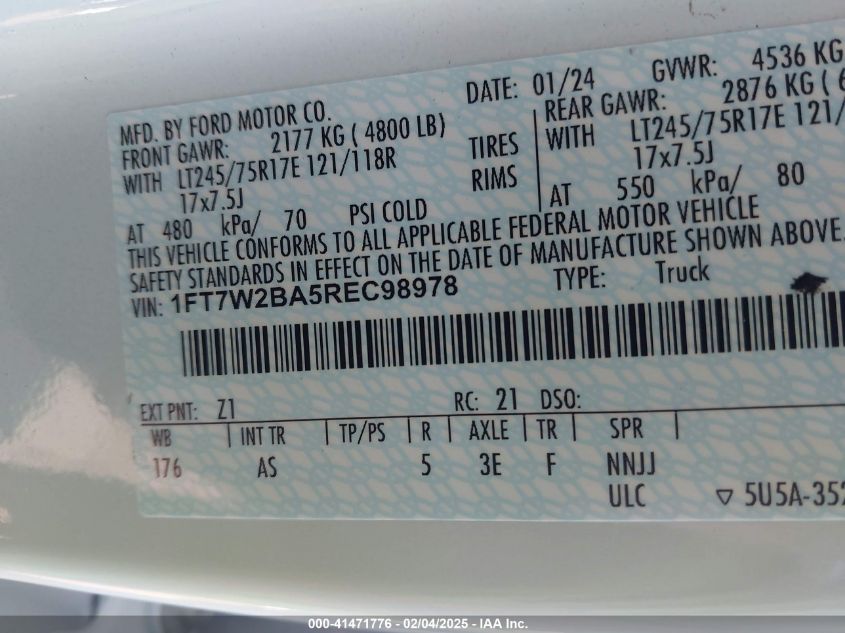 DATE: 01/24 GVWR: 4536 KG
MFD. BY FORD MOTOR CO.
FRONT GAWR: 2177 KG ( 4800 LB) REAR GAWR: 2876 KG ( 6
WITH LT245/75R17E 121/118R TIRES WITH LT245/75R17E 121/
17x7.5J RIMS 17x7.5J
AT 480 kPa/ 70 PSI COLD AT 550 kPa/ 80
THIS VEHICLE CONFORMS TO ALL APPLICABLE FEDERAL MOTOR VEHICLE
SAFETY STANDARDS IN EFFECT ON THE DATE OF MANUFACTURE SHOWN ABOVE.
VIN: 1FT7W2BA5REC98978 TYPE: Truck
EXT PNT: Z1 RC: 21 DSO:
WB | INT TR | TP/PS | R | AXLE | TR | SPR |
176 AS 5 3E F NNJJ
ULC ▽ 5U5A-352
000-41471776 - 02/04/2025 - IAA Inc.